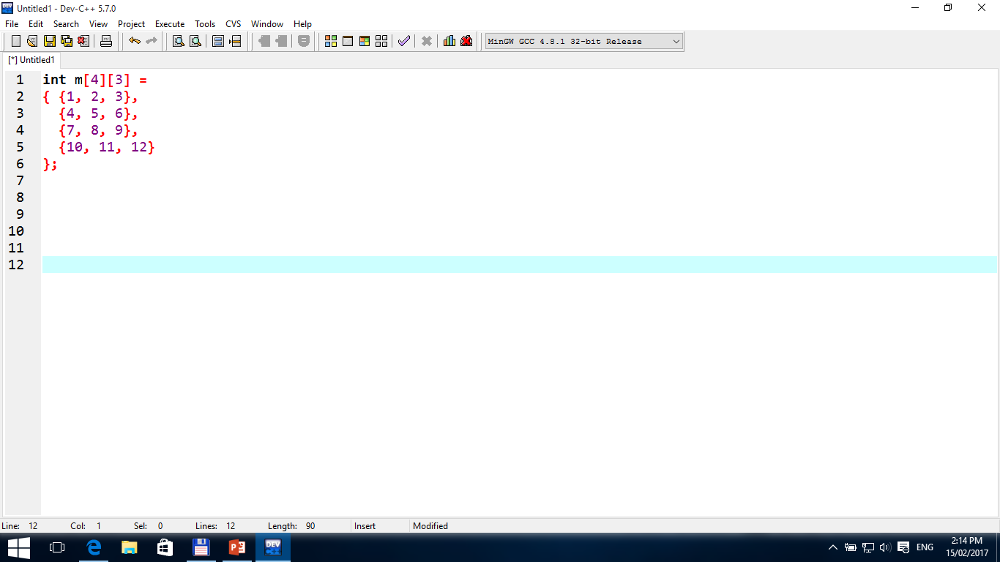 Untitled1 - Dev-C++ 5.7.0
File Edit Search View Project Execute Tools CVS Window Help
MinGW GCC 4.8.1 32-bit Release
[*] Untitled1
1 int m[4][3] =
2 { {1, 2, 3},
3 {4, 5, 6},
4 {7, 8, 9},
5 {10, 11, 12}
6 };
7
8
9
10
11
12
Line: 12 Col: 1 Sel: 0 Lines: 12 Length: 90 Insert Modified
DEV ENG 2:14 PM
15/02/2017